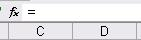 fx =
C D